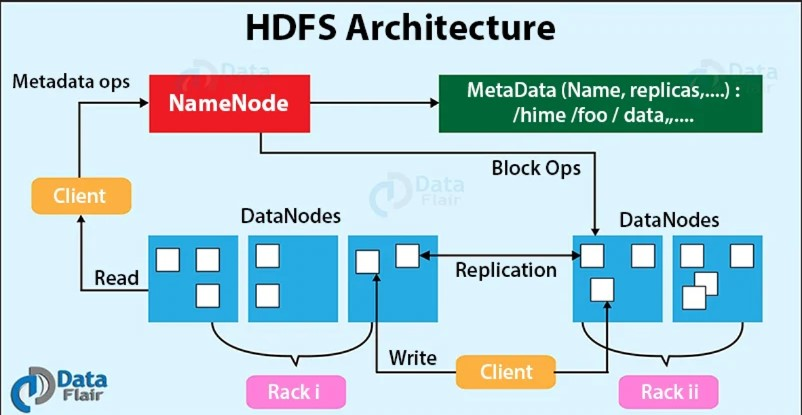 HDFS Architecture
Metadata ops
NameNode
MetaData (Name, replicas,....) :
/hime /foo / data,,....
Data
Data
Block Ops
Client
Data
Flair
DataNodes
DataNodes
Read
Replication
Write
Client
Rack i
Rack ii
Data
Flair